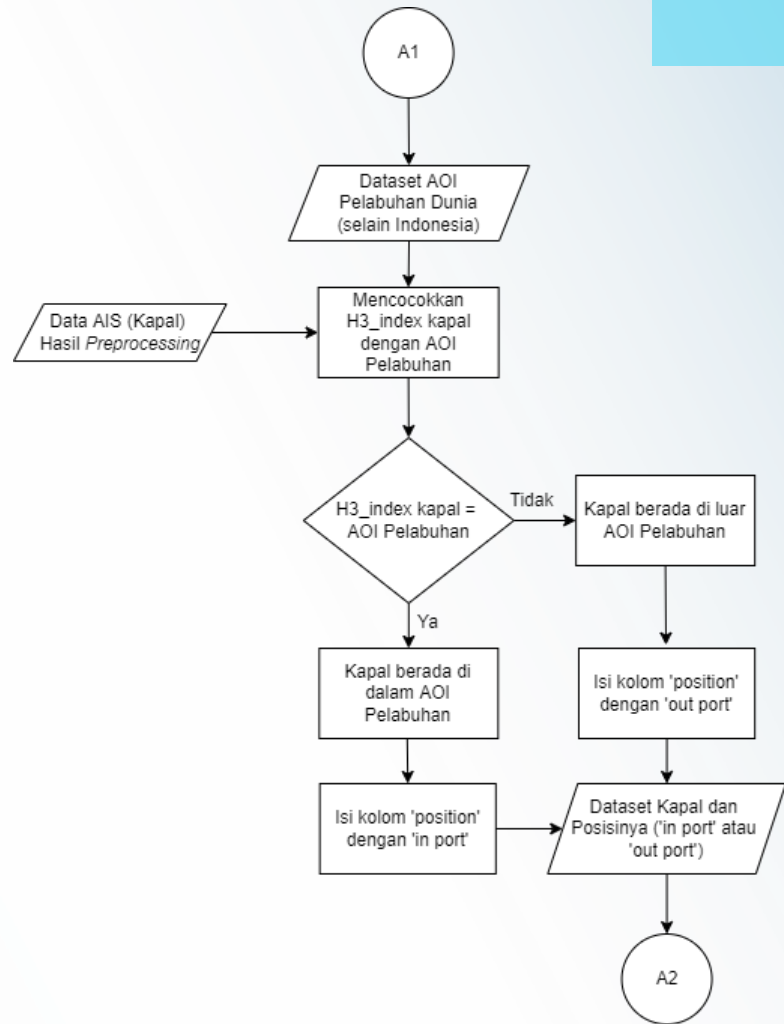 A1
Dataset AOI
Pelabuhan Dunia
(selain Indonesia)
Data AIS (Kapal)
Hasil Preprocessing
Mencocokkan
H3_index kapal
dengan AOI
Pelabuhan
H3_index kapal =
AOI Pelabuhan
Tidak
Kapal berada di luar
AOI Pelabuhan
Ya
Kapal berada di
dalam AOI
Pelabuhan
Isi kolom 'position'
dengan 'out port'
Isi kolom 'position'
dengan 'in port'
Dataset Kapal dan
Posisinya ('in port' atau
'out port')
A2